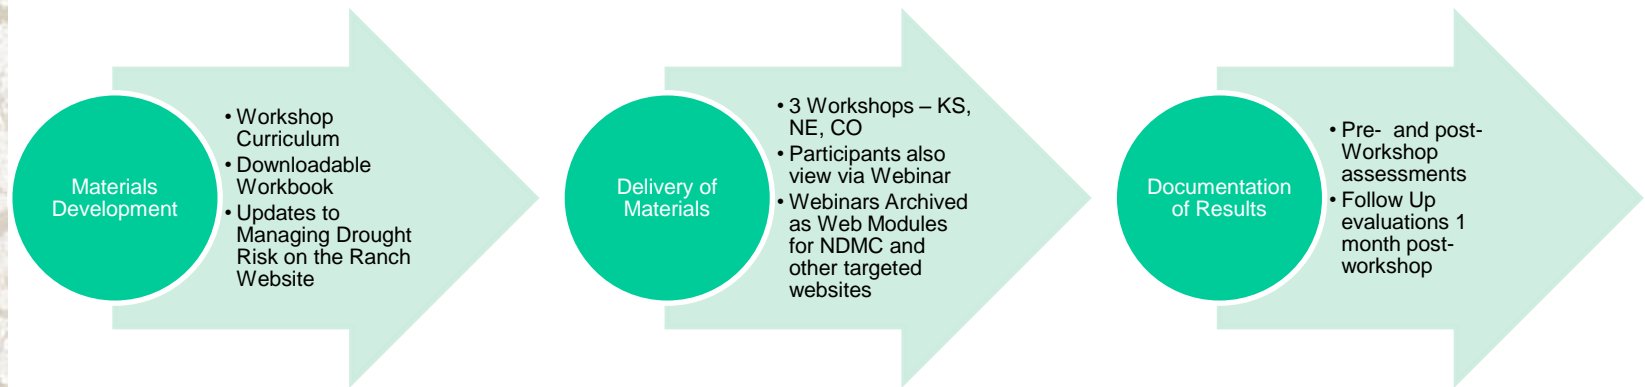 Materials
Development
• Workshop
Curriculum
• Downloadable
Workbook
• Updates to
Managing Drought
Risk on the Ranch
Website
Delivery of
Materials
• 3 Workshops – KS,
NE, CO
• Participants also
view via Webinar
• Webinars Archived
as Web Modules
for NDMC and
other targeted
websites
Documentation
of Results
• Pre- and post-
Workshop
assessments
• Follow Up
evaluations 1
month post-
workshop